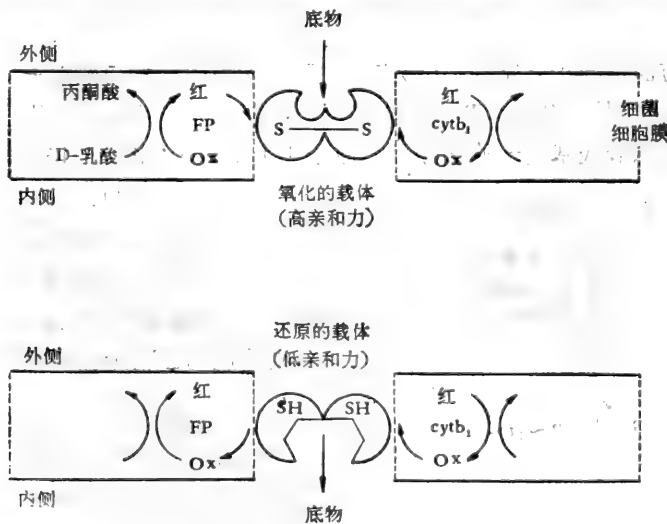 底物
外侧
丙酮酸 红 红 细菌
FP S S cytb₁ 细胞膜
D-乳酸 Ox Ox
内侧 氧化的载体
(高亲和力)
还原的载体
外侧 (低亲和力)
红 SH SH 红
FP cytb₁
Ox Ox
内侧
底物